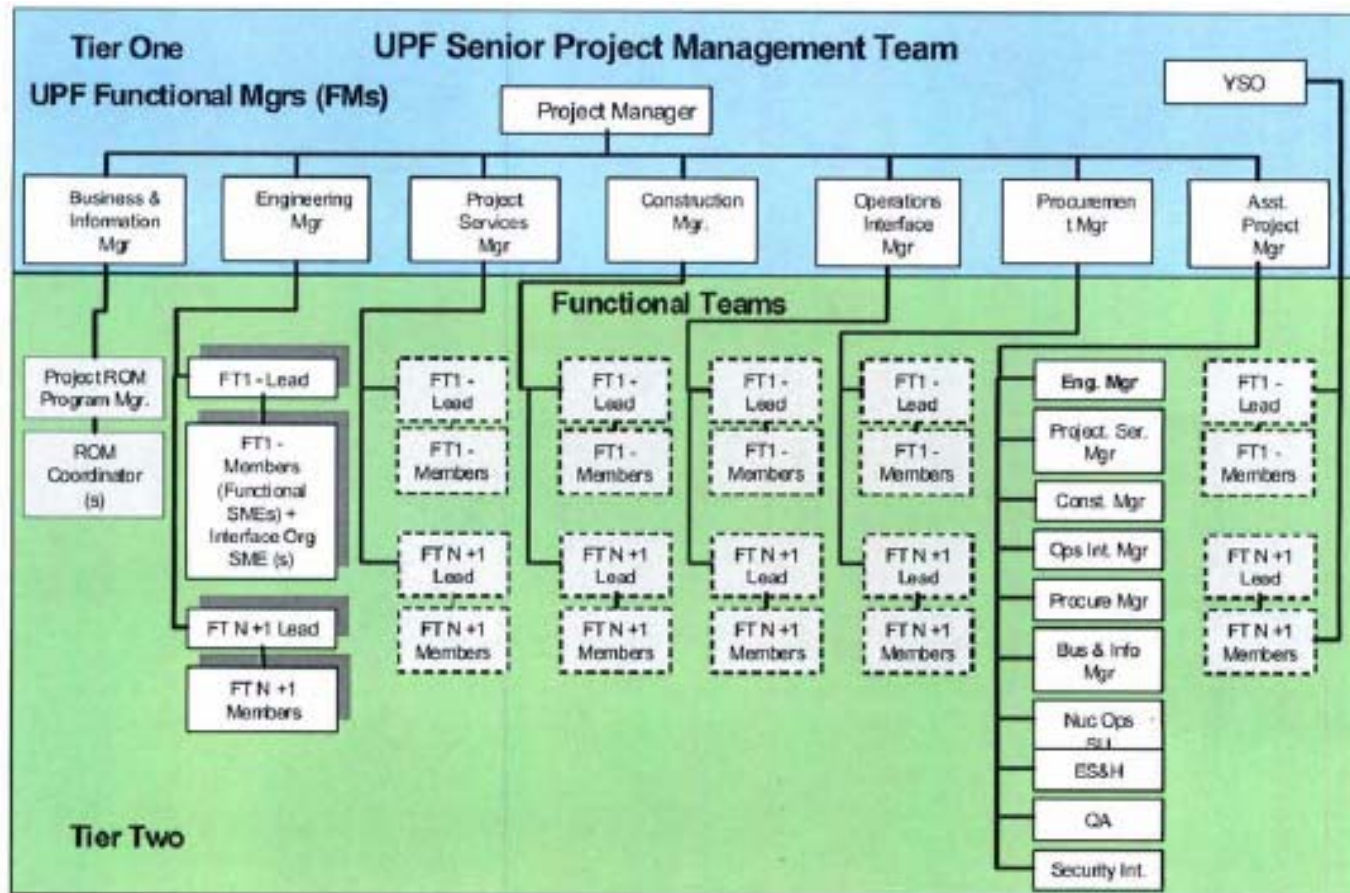 Tier One
UPF Senior Project Management Team
UPF Functional Mgrs (FMs)
YSO
Project Manager
Business &
Information
Mgr
Engineering
Mgr
Project
Services
Mgr
Construction
Mgr.
Operations
Interface
Mgr
Procuremen
t Mgr
Asst.
Project
Mgr
Functional Teams
Project ROM
Program Mgr.
ROM
Coordinator
(s)
FT1 - Lead
FT1 -
Members
(Functional
SMEs) +
Interface Org
SME (s)
FT N +1 Lead
FT N +1
Members
FT1 -
Lead
FT1 -
Members
FT N +1
Lead
FT N +1
Members
FT1 -
Lead
FT1 -
Members
FT N +1
Lead
FT N +1
Members
FT1 -
Lead
FT1 -
Members
FT N +1
Lead
FT N +1
Members
FT1 -
Lead
FT1 -
Members
FT N +1
Lead
FT N +1
Members
Eng. Mgr
Project. Ser.
Mgr
Const. Mgr
Ops Int. Mgr
Procure Mgr
Bus & Info
Mgr
Nuc Ops
ES&H
QA
Security Int.
FT1 -
Lead
FT1 -
Members
FT N +1
Lead
FT N +1
Members
Tier Two